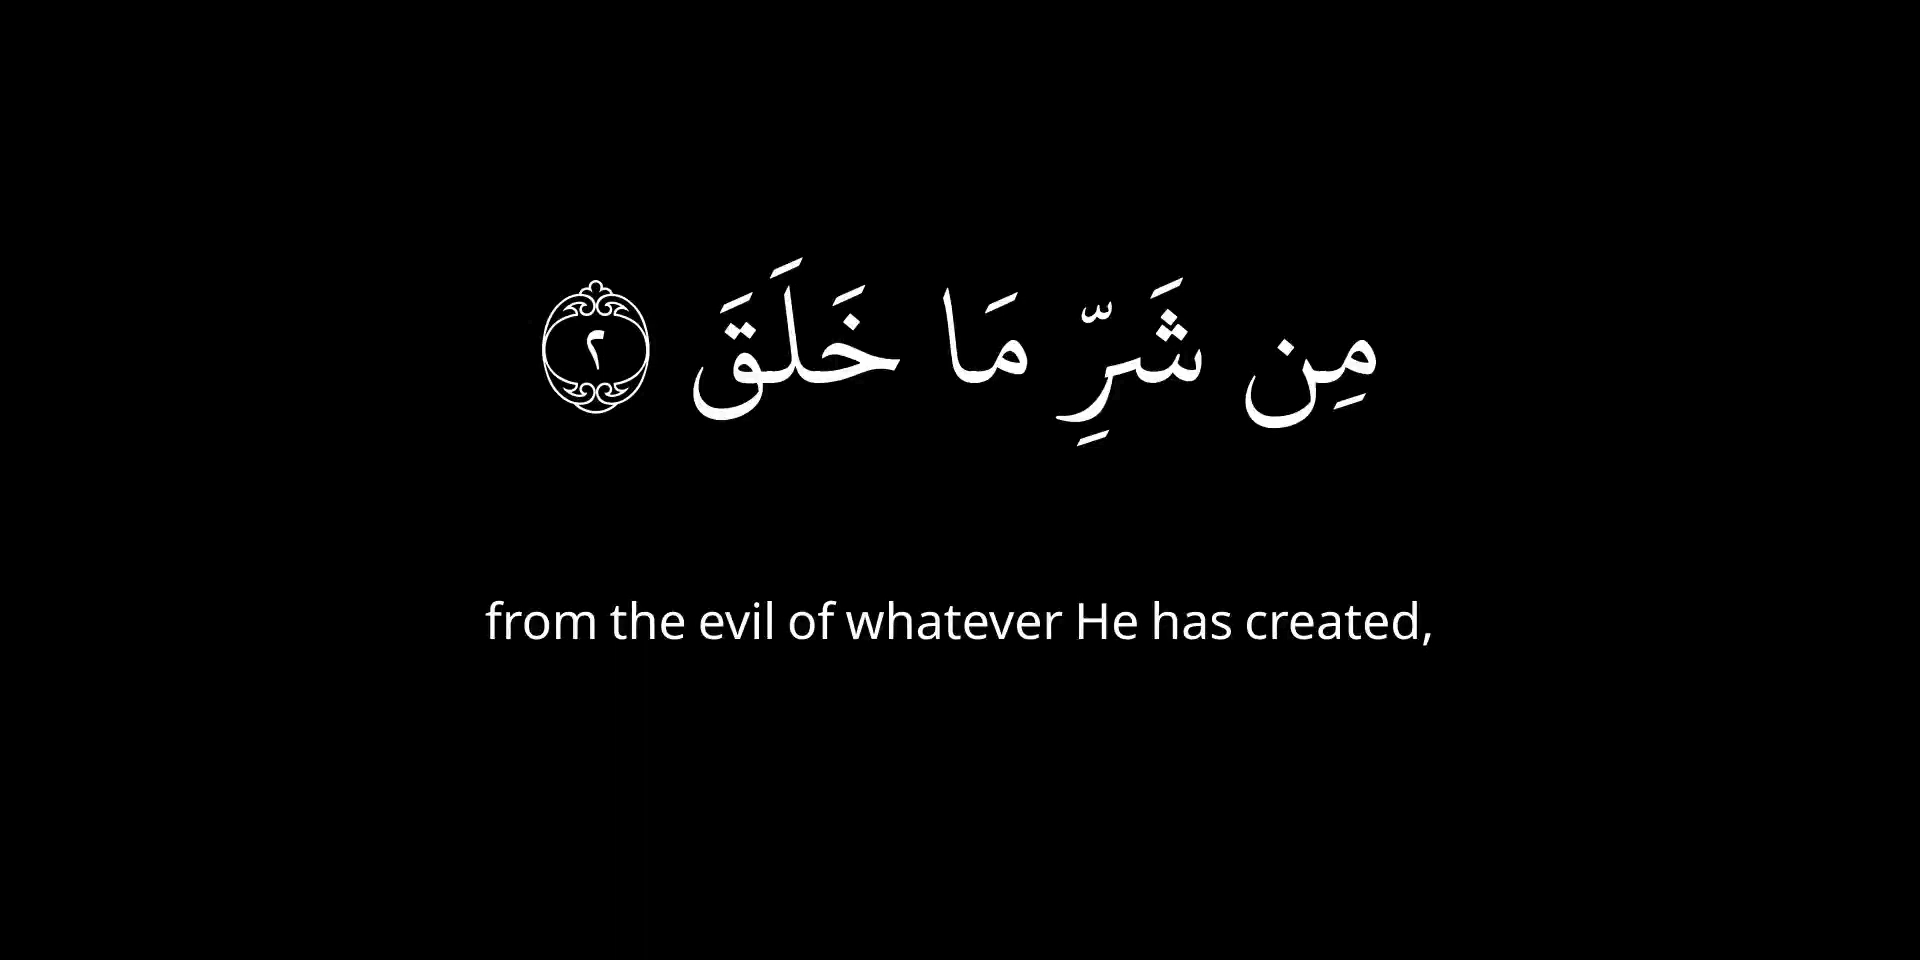 مِن شَرِّ مَا خَلَقَ ٢
from the evil of whatever He has created,